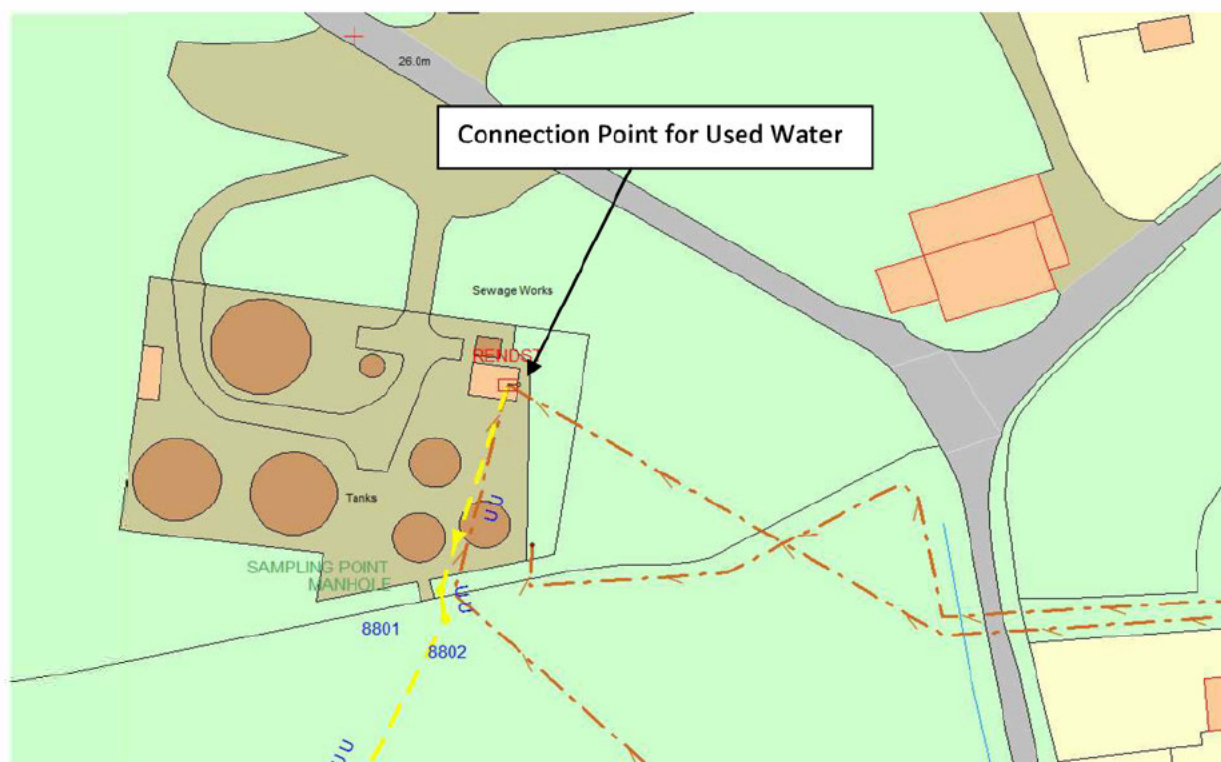 26.0m
Connection Point for Used Water
Sewage Works
RENDST
Tanks
U U
SAMPLING POINT
MANHOLE
U U
8801
8802
U U